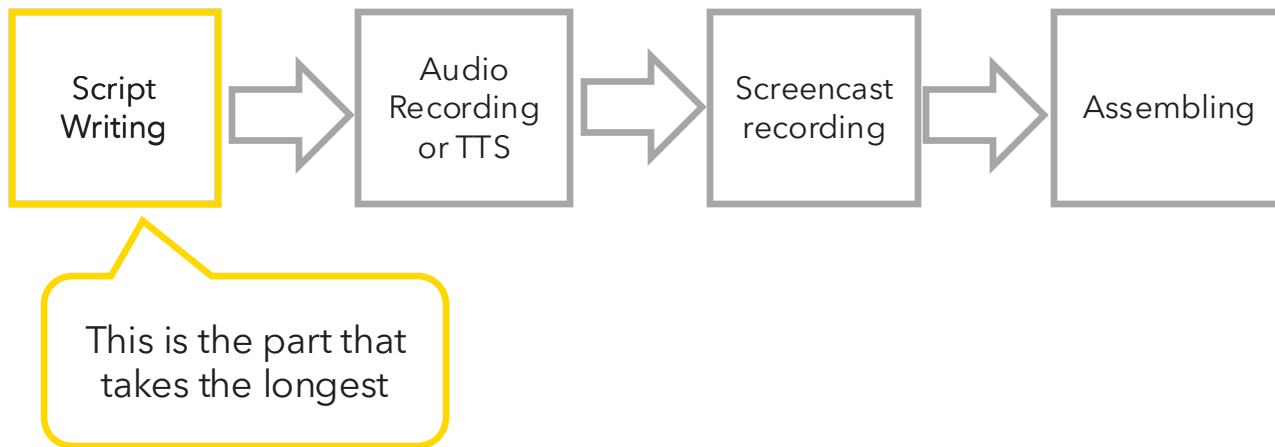 Script
Writing
Audio
Recording
or TTS
Screencast
recording
Assembling
This is the part that
takes the longest